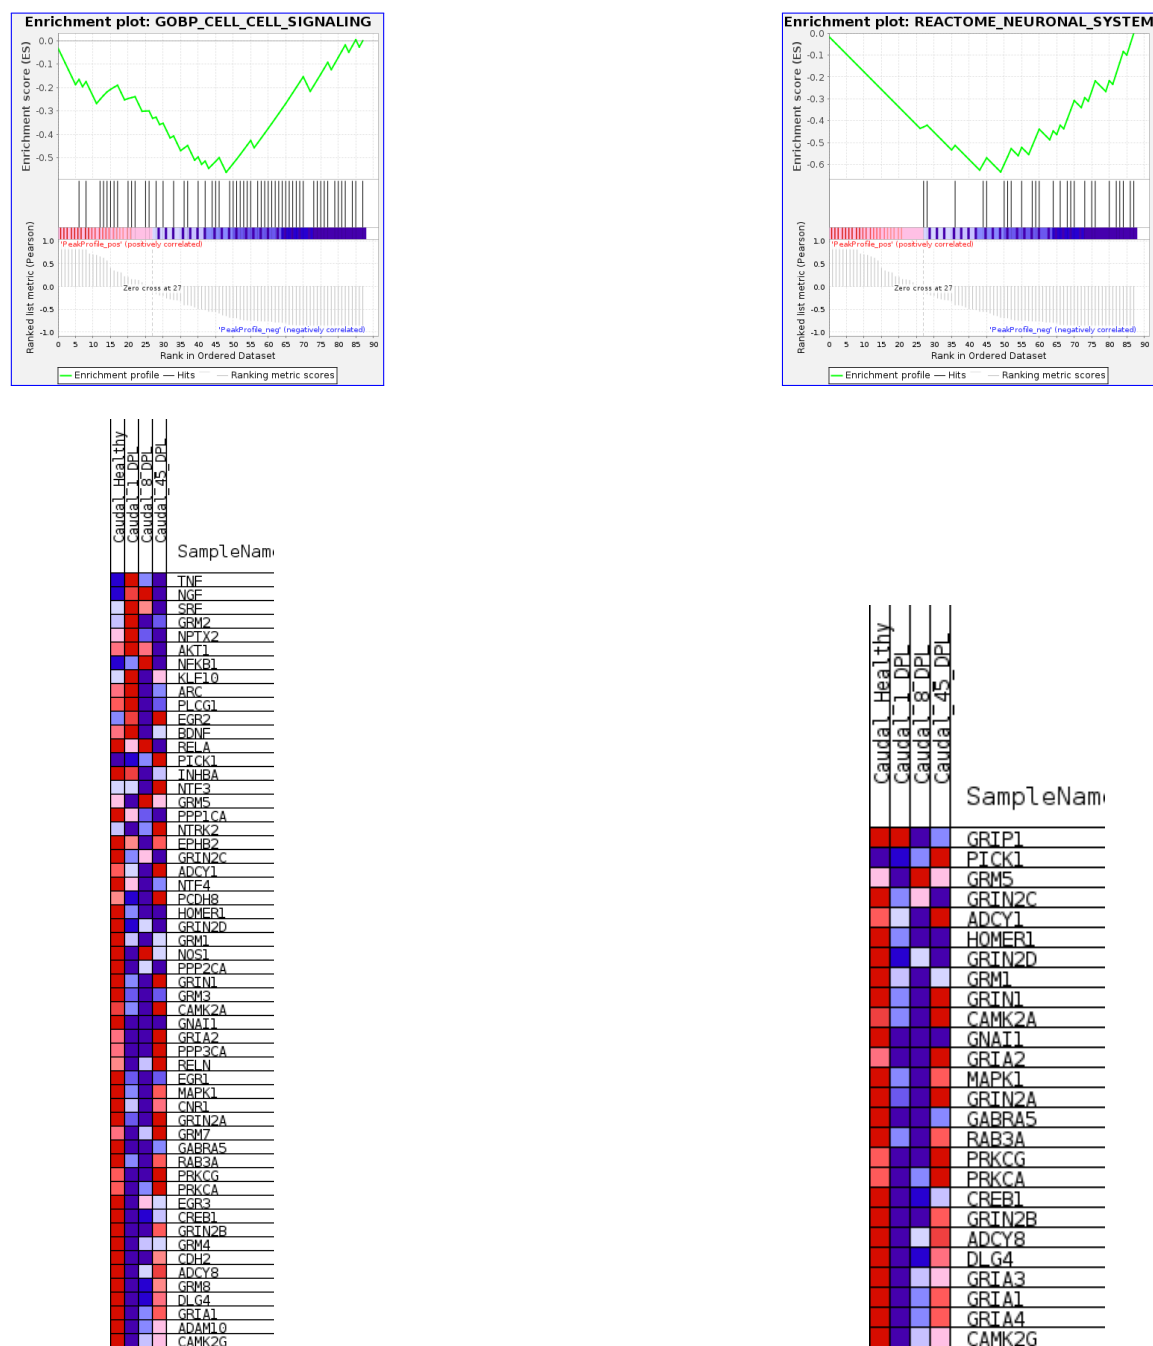 Enrichment plot: GOBP_CELL_CELL_SIGNALING
Enrichment score (ES)
0.0
-0.1
-0.2
-0.3
-0.4
-0.5
Ranked list metric (Pearson)
1.0
0.5
0.0
-0.5
-1.0
'PeakProfile_pos' (positively correlated)
Zero cross at 27
'PeakProfile_neg' (negatively correlated)
0 5 10 15 20 25 30 35 40 45 50 55 60 65 70 75 80 85 90
Rank in Ordered Dataset
Enrichment profile Hits Ranking metric scores
Enrichment plot: REACTOME_NEURONAL_SYSTEM
Enrichment score (ES)
0.0
-0.1
-0.2
-0.3
-0.4
-0.5
-0.6
Ranked list metric (Pearson)
1.0
0.5
0.0
-0.5
-1.0
'PeakProfile_pos' (positively correlated)
Zero cross at 27
'PeakProfile_neg' (negatively correlated)
0 5 10 15 20 25 30 35 40 45 50 55 60 65 70 75 80 85 90
Rank in Ordered Dataset
Enrichment profile Hits Ranking metric scores
Caudal_Healthy
Caudal_1_DPL
Caudal_8_DPL
Caudal_45_DPL
SampleName
TNF
NGF
SRF
GRM2
NPTX2
AKT1
NFKB1
KLF10
ARC
PLCG1
EGR2
BDNF
RELA
PICK1
INHBA
NTF3
GRM5
PPP1CA
NTRK2
EPHB2
GRIN2C
ADCY1
NTF4
PCDH8
HOMER1
GRIN2D
GRM1
NOS1
PPP2CA
GRIN1
GRM3
CAMK2A
GNAI1
GRIA2
PPP3CA
RELN
EGR1
MAPK1
CNR1
GRIN2A
GRM7
GABRA5
RAB3A
PRKCG
PRKCA
EGR3
CREB1
GRIN2B
GRM4
CDH2
ADCY8
GRM8
DLG4
GRIA1
ADAM10
CAMK2G
Caudal_Healthy
Caudal_1_DPL
Caudal_8_DPL
Caudal_45_DPL
SampleName
GRIP1
PICK1
GRM5
GRIN2C
ADCY1
HOMER1
GRIN2D
GRM1
GRIN1
CAMK2A
GNAI1
GRIA2
MAPK1
GRIN2A
GABRA5
RAB3A
PRKCG
PRKCA
CREB1
GRIN2B
ADCY8
DLG4
GRIA3
GRIA1
GRIA4
CAMK2G